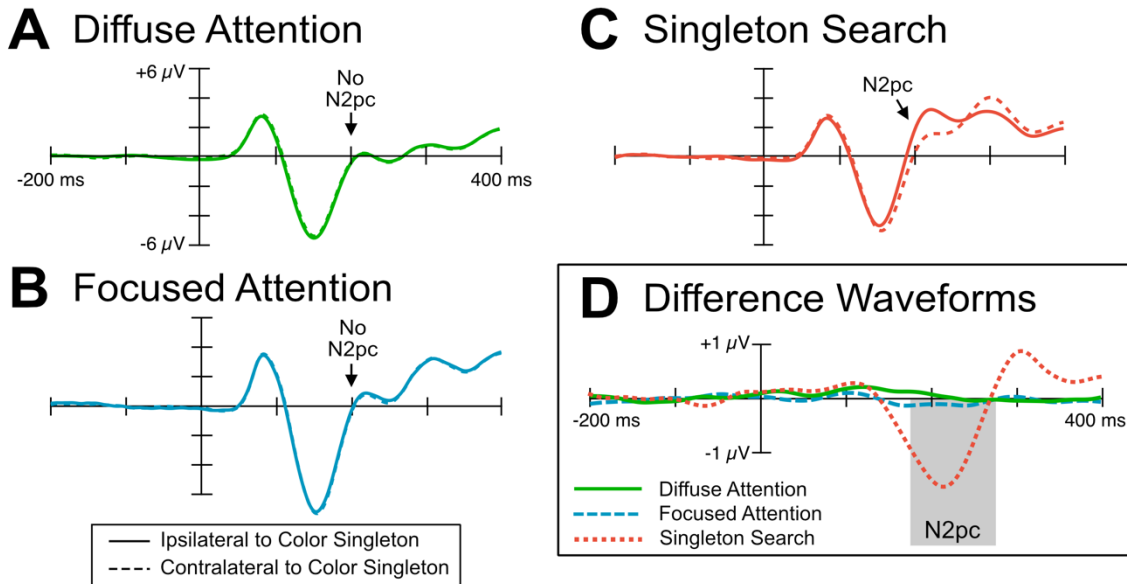 A Diffuse Attention
+6 µV
No
N2pc
-200 ms
400 ms
-6 µV
B Focused Attention
No
N2pc
Ipsilateral to Color Singleton
Contralateral to Color Singleton
C Singleton Search
N2pc
D Difference Waveforms
+1 µV
-200 ms
400 ms
-1 µV
Diffuse Attention
Focused Attention
Singleton Search
N2pc